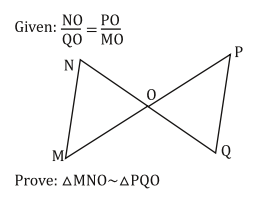 Given: NO/QO = PO/MO
P
N
O
M
Q
Prove: △MNO~△PQO